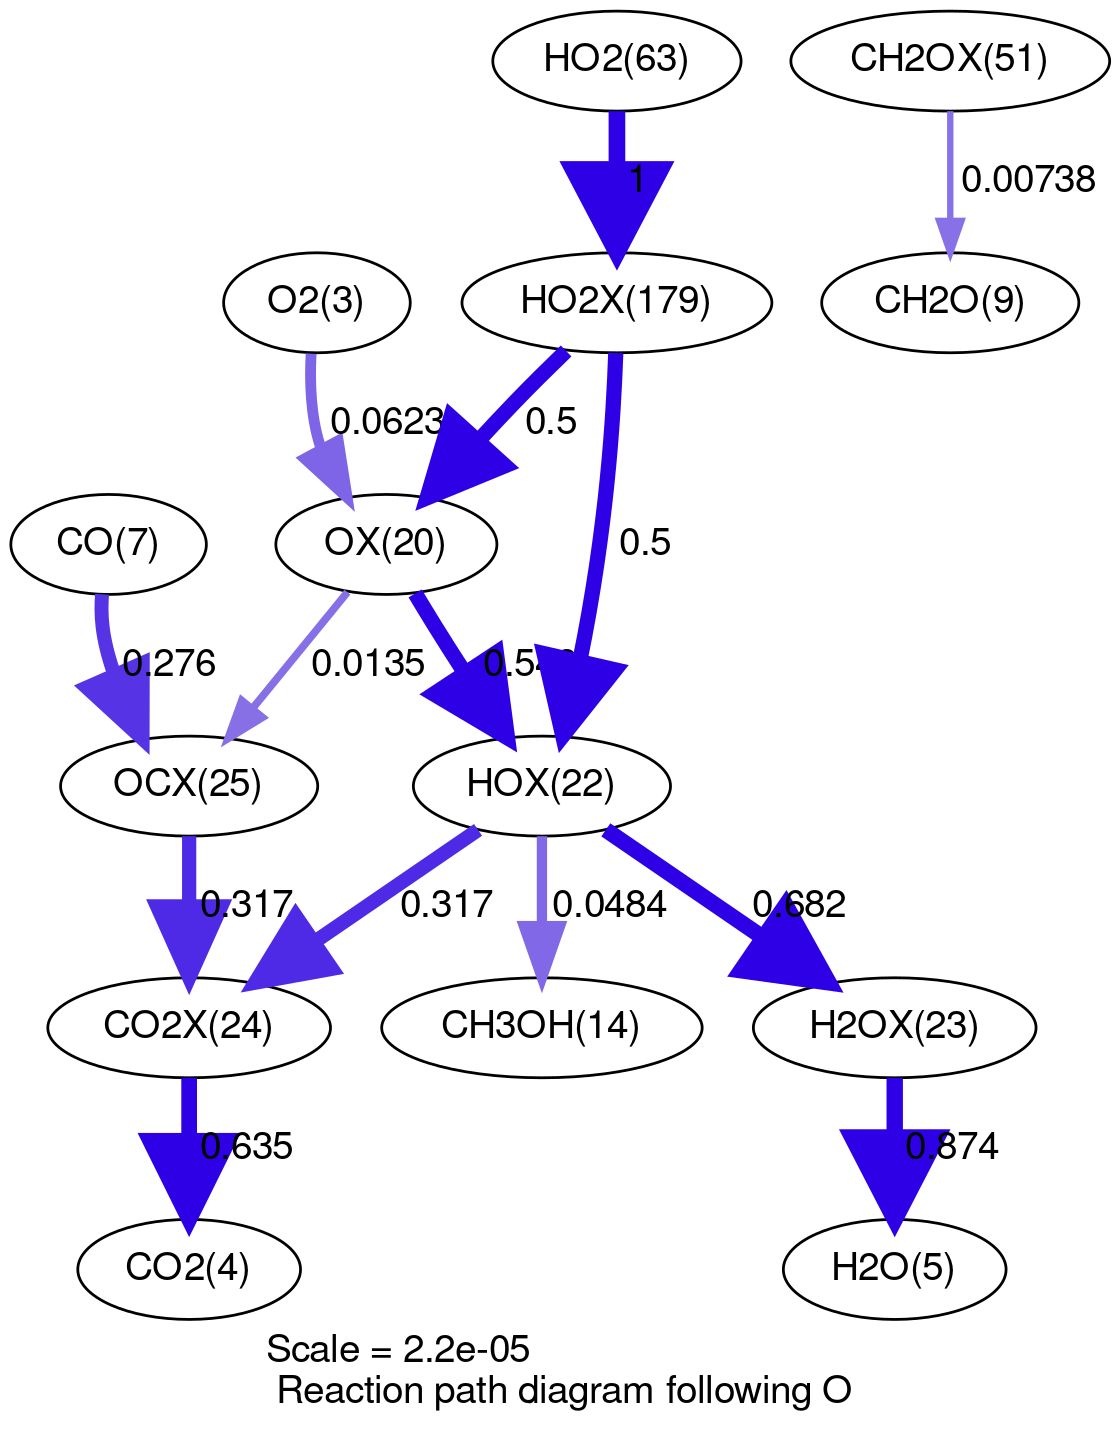 HO2(63)
CH2OX(51)
1
0.00738
O2(3)
HO2X(179)
CH2O(9)
0.0623
0.5
CO(7)
OX(20)
0.5
0.276
0.0135
OCX(25)
HOX(22)
0.317
0.317
0.0484
0.682
CO2X(24)
CH3OH(14)
H2OX(23)
0.635
0.874
CO2(4)
H2O(5)
Scale = 2.2e-05
Reaction path diagram following O